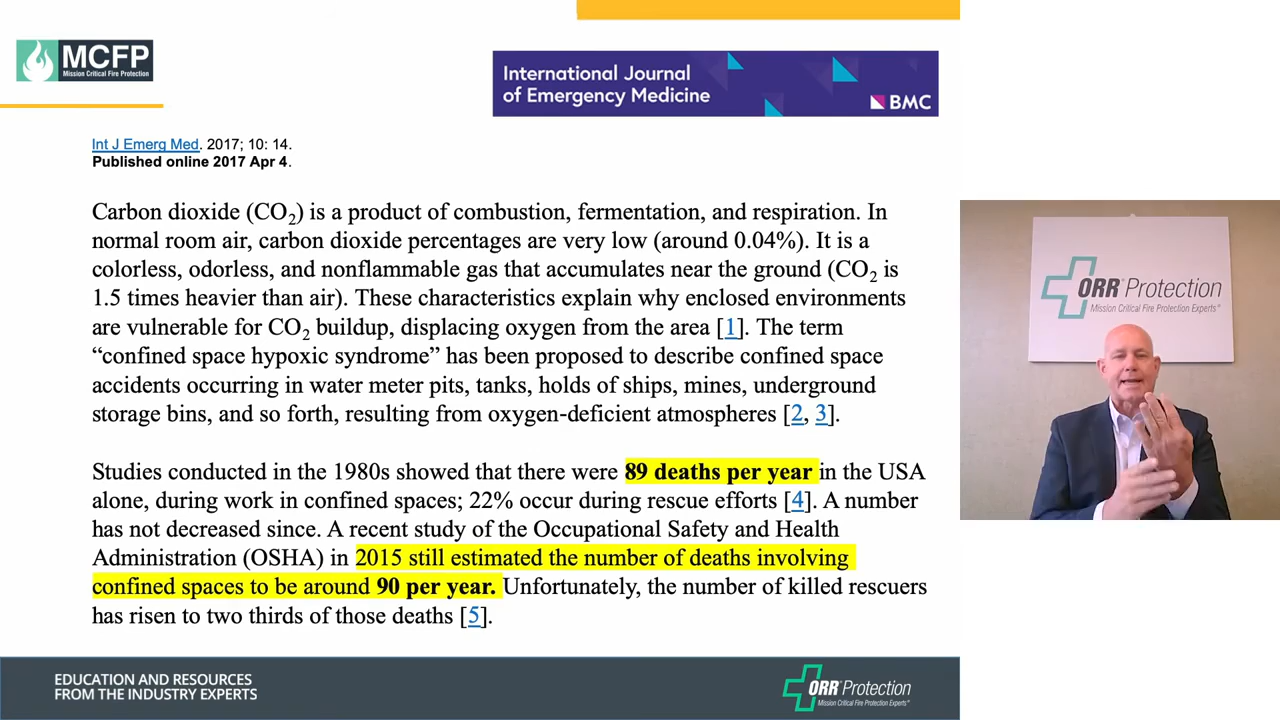 MCFP
Mission Critical Fire Protection
International Journal
of Emergency Medicine
BMC
Int J Emerg Med. 2017; 10: 14.
Published online 2017 Apr 4.
Carbon dioxide (CO₂) is a product of combustion, fermentation, and respiration. In
normal room air, carbon dioxide percentages are very low (around 0.04%). It is a
colorless, odorless, and nonflammable gas that accumulates near the ground (CO₂ is
1.5 times heavier than air). These characteristics explain why enclosed environments
are vulnerable for CO₂ buildup, displacing oxygen from the area [1]. The term
“confined space hypoxic syndrome” has been proposed to describe confined space
accidents occurring in water meter pits, tanks, holds of ships, mines, underground
storage bins, and so forth, resulting from oxygen-deficient atmospheres [2, 3].
Studies conducted in the 1980s showed that there were 89 deaths per year in the USA
alone, during work in confined spaces; 22% occur during rescue efforts [4]. A number
has not decreased since. A recent study of the Occupational Safety and Health
Administration (OSHA) in 2015 still estimated the number of deaths involving
confined spaces to be around 90 per year. Unfortunately, the number of killed rescuers
has risen to two thirds of those deaths [5].
EDUCATION AND RESOURCES
FROM THE INDUSTRY EXPERTS
ORR Protection
Mission Critical Fire Protection Experts®
ORR Protection
Mission Critical Fire Protection Experts®